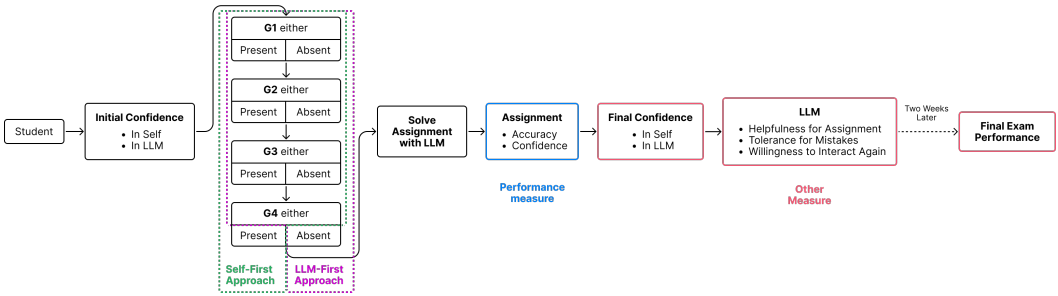 Student
Initial Confidence
• In Self
• In LLM
G1 either
Present Absent
G2 either
Present Absent
G3 either
Present Absent
G4 either
Present Absent
Self-First
Approach
LLM-First
Approach
Solve
Assignment
with LLM
Assignment
• Accuracy
• Confidence
Performance
measure
Final Confidence
• In Self
• In LLM
LLM
• Helpfulness for Assignment
• Tolerance for Mistakes
• Willingness to Interact Again
Other
Measure
Two Weeks
Later
Final Exam
Performance